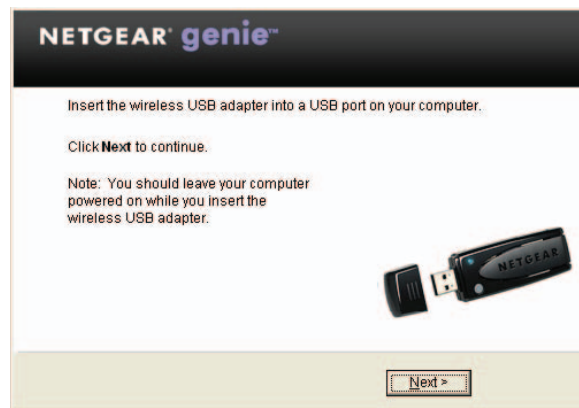 NETGEAR® genie™
Insert the wireless USB adapter into a USB port on your computer.
Click Next to continue.
Note: You should leave your computer
powered on while you insert the
wireless USB adapter.
NETGEAR
Next >